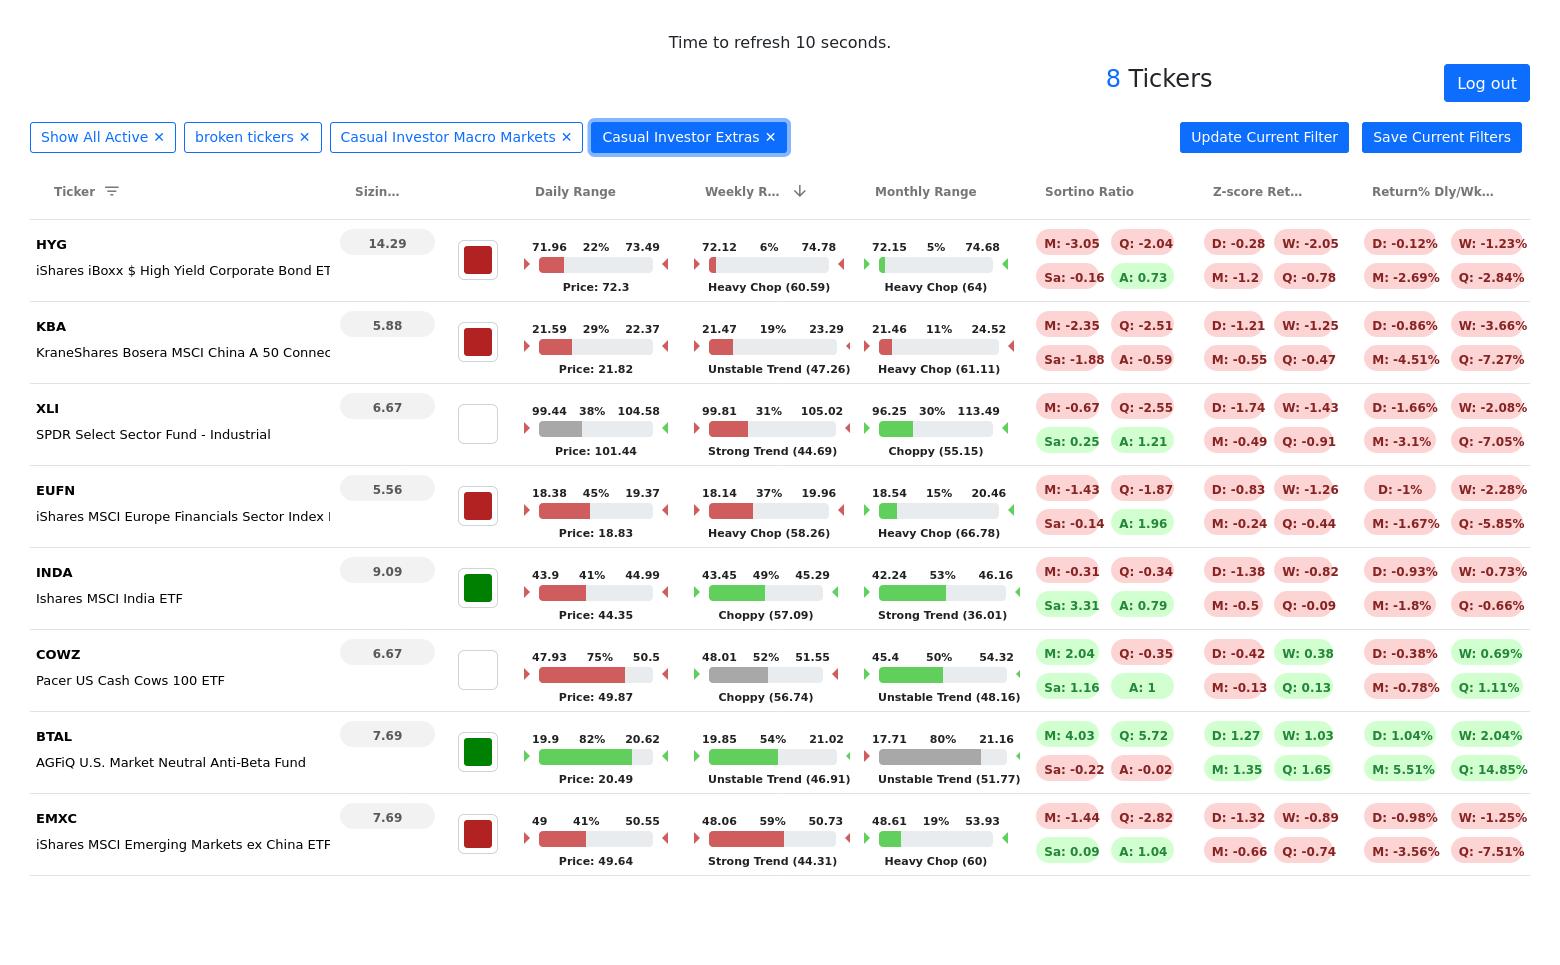 Time to refresh 10 seconds.
8 Tickers
Log out
Show All Active ✕ broken tickers ✕ Casual Investor Macro Markets ✕ Casual Investor Extras ✕ Update Current Filter Save Current Filters
Ticker Sizin… Daily Range Weekly R… Monthly Range Sortino Ratio Z-score Ret… Return% Dly/Wk…
HYG 14.29 71.96 22% 73.49 72.12 6% 74.78 72.15 5% 74.68 M: -3.05 Q: -2.04 D: -0.28 W: -2.05 D: -0.12% W: -1.23%
iShares iBoxx $ High Yield Corporate Bond ET Sa: -0.16 A: 0.73 M: -1.2 Q: -0.78 M: -2.69% Q: -2.84%
Price: 72.3 Heavy Chop (60.59) Heavy Chop (64)
KBA 5.88 21.59 29% 22.37 21.47 19% 23.29 21.46 11% 24.52 M: -2.35 Q: -2.51 D: -1.21 W: -1.25 D: -0.86% W: -3.66%
KraneShares Bosera MSCI China A 50 Connec Sa: -1.88 A: -0.59 M: -0.55 Q: -0.47 M: -4.51% Q: -7.27%
Price: 21.82 Unstable Trend (47.26) Heavy Chop (61.11)
XLI 6.67 99.44 38% 104.58 99.81 31% 105.02 96.25 30% 113.49 M: -0.67 Q: -2.55 D: -1.74 W: -1.43 D: -1.66% W: -2.08%
SPDR Select Sector Fund - Industrial Sa: 0.25 A: 1.21 M: -0.49 Q: -0.91 M: -3.1% Q: -7.05%
Price: 101.44 Strong Trend (44.69) Choppy (55.15)
EUFN 5.56 18.38 45% 19.37 18.14 37% 19.96 18.54 15% 20.46 M: -1.43 Q: -1.87 D: -0.83 W: -1.26 D: -1% W: -2.28%
iShares MSCI Europe Financials Sector Index Sa: -0.14 A: 1.96 M: -0.24 Q: -0.44 M: -1.67% Q: -5.85%
Price: 18.83 Heavy Chop (58.26) Heavy Chop (66.78)
INDA 9.09 43.9 41% 44.99 43.45 49% 45.29 42.24 53% 46.16 M: -0.31 Q: -0.34 D: -1.38 W: -0.82 D: -0.93% W: -0.73%
Ishares MSCI India ETF Sa: 3.31 A: 0.79 M: -0.5 Q: -0.09 M: -1.8% Q: -0.66%
Price: 44.35 Choppy (57.09) Strong Trend (36.01)
COWZ 6.67 47.93 75% 50.5 48.01 52% 51.55 45.4 50% 54.32 M: 2.04 Q: -0.35 D: -0.42 W: 0.38 D: -0.38% W: 0.69%
Pacer US Cash Cows 100 ETF Sa: 1.16 A: 1 M: -0.13 Q: 0.13 M: -0.78% Q: 1.11%
Price: 49.87 Choppy (56.74) Unstable Trend (48.16)
BTAL 7.69 19.9 82% 20.62 19.85 54% 21.02 17.71 80% 21.16 M: 4.03 Q: 5.72 D: 1.27 W: 1.03 D: 1.04% W: 2.04%
AGFiQ U.S. Market Neutral Anti-Beta Fund Sa: -0.22 A: -0.02 M: 1.35 Q: 1.65 M: 5.51% Q: 14.85%
Price: 20.49 Unstable Trend (46.91) Unstable Trend (51.77)
EMXC 7.69 49 41% 50.55 48.06 59% 50.73 48.61 19% 53.93 M: -1.44 Q: -2.82 D: -1.32 W: -0.89 D: -0.98% W: -1.25%
iShares MSCI Emerging Markets ex China ETF Sa: 0.09 A: 1.04 M: -0.66 Q: -0.74 M: -3.56% Q: -7.51%
Price: 49.64 Strong Trend (44.31) Heavy Chop (60)